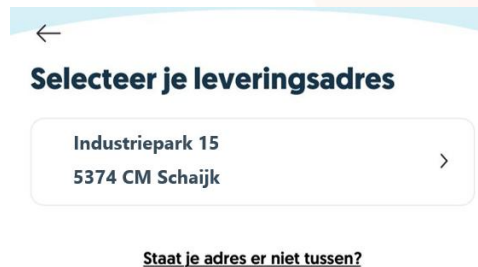 Selecteer je leveringsadres
Industriepark 15
5374 CM Schaijk
Staat je adres er niet tussen?